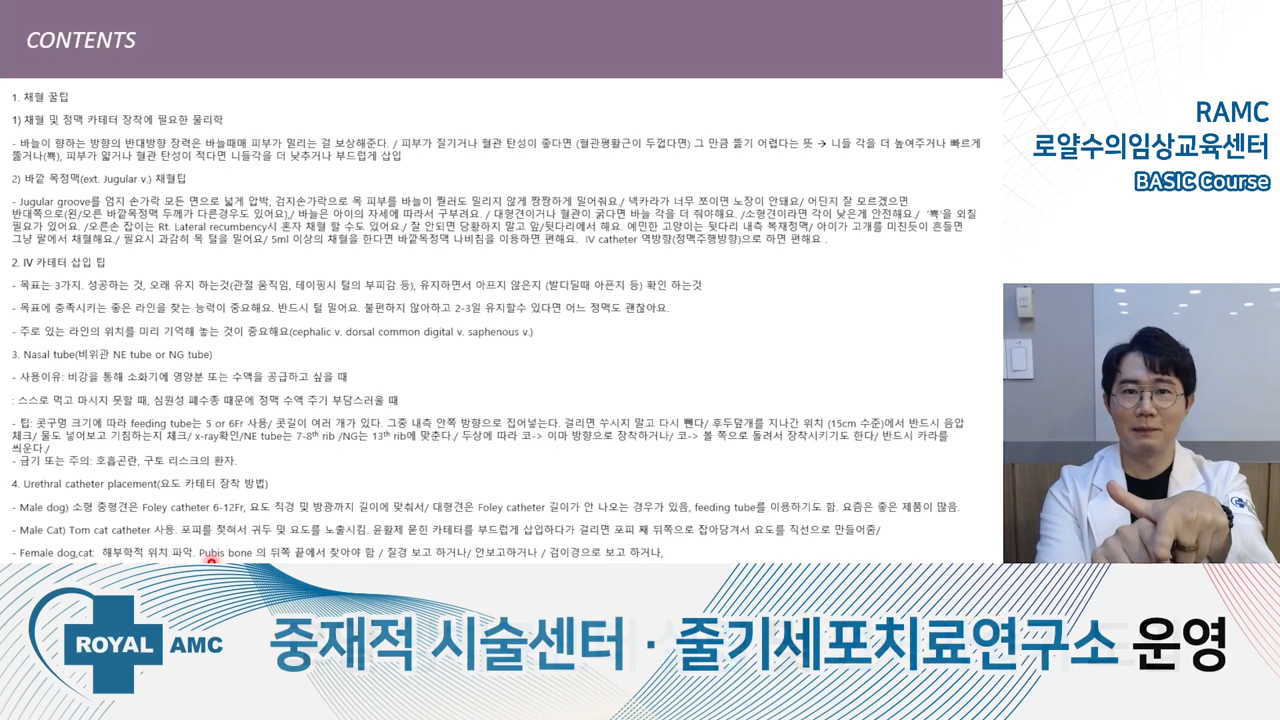 CONTENTS
1. 채혈 꿀팁
1) 채혈 및 정맥 카테터 장착에 필요한 물리학
- 바늘이 향하는 방향의 반대방향 장력은 바늘때매 피부가 밀리는 걸 보상해준다. / 피부가 질기거나 혈관 탄성이 좋다면 (혈관평활근이 두껍다면) 그 만큼 뚫기 어렵다는 뜻 → 니들 각을 더 높여주거나 빠르게
뚫거나(뽁), 피부가 얇거나 혈관 탄성이 적다면 니들각을 더 낮추거나 부드럽게 삽입
2) 바깥 목정맥(ext. Jugular v.) 채혈팁
- Jugular groove를 엄지 손가락 모든 면으로 넓게 압박, 검지손가락으로 목 피부를 바늘이 찔러도 밀리지 않게 짱짱하게 밀어줘요./ 넥카라가 너무 쪼이면 노장이 안돼요/ 어딘지 잘 모르겠으면
반대쪽으로(왼/오른 바깥목정맥 두께가 다른경우도 있어요),/ 바늘은 아이의 자세에 따라서 구부려요. / 대형견이거나 혈관이 굵다면 바늘 각을 더 줘야해요. /소형견이라면 각이 낮은게 안전해요./ ‘뽁’을 외칠
필요가 있어요. /오른손 잡이는 Rt. Lateral recumbency시 혼자 채혈 할 수도 있어요./ 잘 안되면 당황하지 말고 앞/뒷다리에서 해요. 예민한 고양이는 뒷다리 내측 복재정맥/ 아이가 고개를 미친듯이 흔들면
그냥 팔에서 채혈해요./ 필요시 과감히 목 털을 밀어요/ 5ml 이상의 채혈을 한다면 바깥목정맥 나비침을 이용하면 편해요. IV catheter 역방향(정맥주행방향)으로 하면 편해요 .
2. IV 카테터 삽입 팁
- 목표는 3가지. 성공하는 것, 오래 유지 하는것(관절 움직임, 테이핑시 털의 부피감 등), 유지하면서 아프지 않은지 (발디딜때 아픈지 등) 확인 하는것
- 목표에 충족시키는 좋은 라인을 찾는 능력이 중요해요. 반드시 털 밀어요. 불편하지 않아하고 2-3일 유지할수 있다면 어느 정맥도 괜찮아요.
- 주로 있는 라인의 위치를 미리 기억해 놓는 것이 중요해요(cephalic v. dorsal common digital v. saphenous v.)
3. Nasal tube(비위관 NE tube or NG tube)
- 사용이유: 비강을 통해 소화기에 영양분 또는 수액을 공급하고 싶을 때
: 스스로 먹고 마시지 못할 때, 심원성 폐수종 때문에 정맥 수액 주기 부담스러울 때
- 팁: 콧구멍 크기에 따라 feeding tube는 5 or 6Fr 사용/ 콧길이 여러 개가 있다. 그중 내측 안쪽 방향으로 집어넣는다. 걸리면 쑤시지 말고 다시 뺀다/ 후두덮개를 지나간 위치 (15cm 수준)에서 반드시 음압
체크/ 물도 넣어보고 기침하는지 체크/ x-ray확인/NE tube는 7-8th rib /NG는 13th rib에 맞춘다./ 두상에 따라 코-> 이마 방향으로 장착하거나/ 코-> 볼 쪽으로 돌려서 장착시키기도 한다/ 반드시 카라를
씌운다./
- 금기 또는 주의: 호흡곤란, 구토 리스크의 환자.
4. Urethral catheter placement(요도 카테터 장착 방법)
- Male dog) 소형 중형견은 Foley catheter 6-12Fr, 요도 직경 및 방광까지 길이에 맞춰서/ 대형견은 Foley catheter 길이가 안 나오는 경우가 있음, feeding tube를 이용하기도 함. 요즘은 좋은 제품이 많음.
- Male Cat) Tom cat catheter 사용. 포피를 젖혀서 귀두 및 요도를 노출시킴. 윤활제 묻힌 카테터를 부드럽게 삽입하다가 걸리면 포피 째 뒤쪽으로 잡아당겨서 요도를 직선으로 만들어줌/
- Female dog,cat: 해부학적 위치 파악. Pubis bone 의 뒤쪽 끝에서 찾아야 함 / 질경 보고 하거나/ 안보고하거나 / 검이경으로 보고 하거나,
RAMC
로얄수의임상교육센터
BASIC Course
ROYAL AMC
중재적 시술센터 · 줄기세포치료연구소 운영